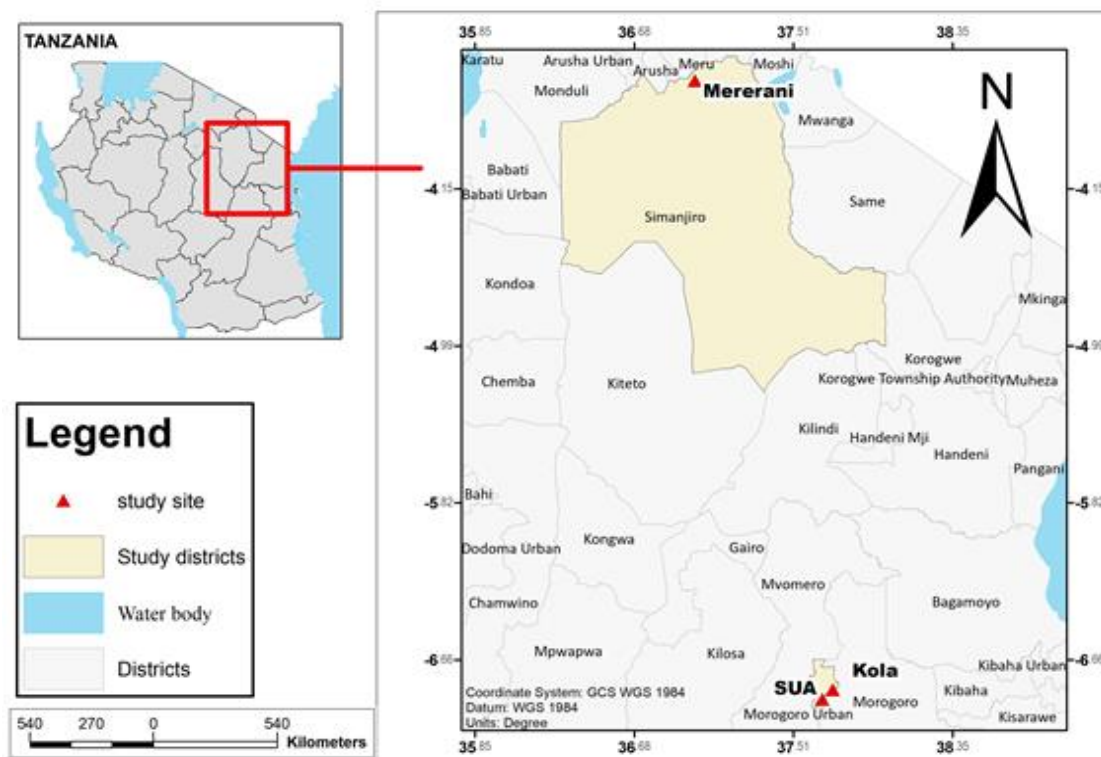 TANZANIA
Legend
study site
Study districts
Water body
Districts
540 270 0 540
Kilometers
35.85 36.68 37.51 38.35
Karatu
Arusha Urban
Meru
Moshi
Arusha
Monduli
Mererani
N
Mwanga
Babati
Babati Urban
-4.15 -4.15
Simanjiro
Same
Kondoa
Mkinga
-4.99 -4.99
Korogwe
Chemba
Kiteto
Korogwe Township Authority
Muheza
Kilindi
Handeni Mji
Handeni
Pangani
Bahi
-5.82 -5.82
Dodoma Urban
Kongwa
Gairo
Mvomero
Chamwino
Bagamoyo
Mpwapwa
Kilosa
-6.66 -6.66
Kibaha Urban
Kola
SUA
Coordinate System: GCS WGS 1984
Datum: WGS 1984
Units: Degree
Morogoro
Morogoro Urban
Kibaha
Kisarawe
35.85 36.68 37.51 38.35